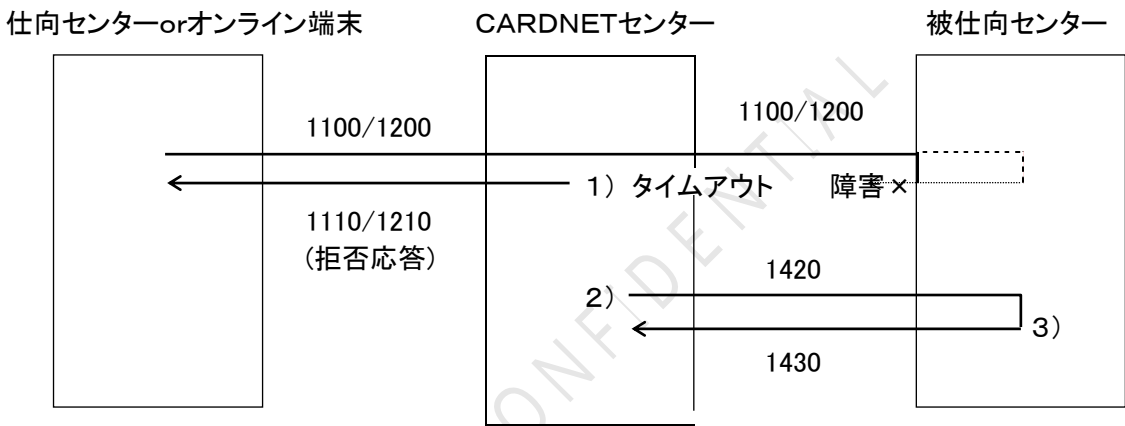 仕向センターorオンライン端末
CARDNETセンター
被仕向センター
1100/1200
1100/1200
1）タイムアウト
障害×
1110/1210
（拒否応答）
1420
2）
3）
1430
CONFIDENTIAL